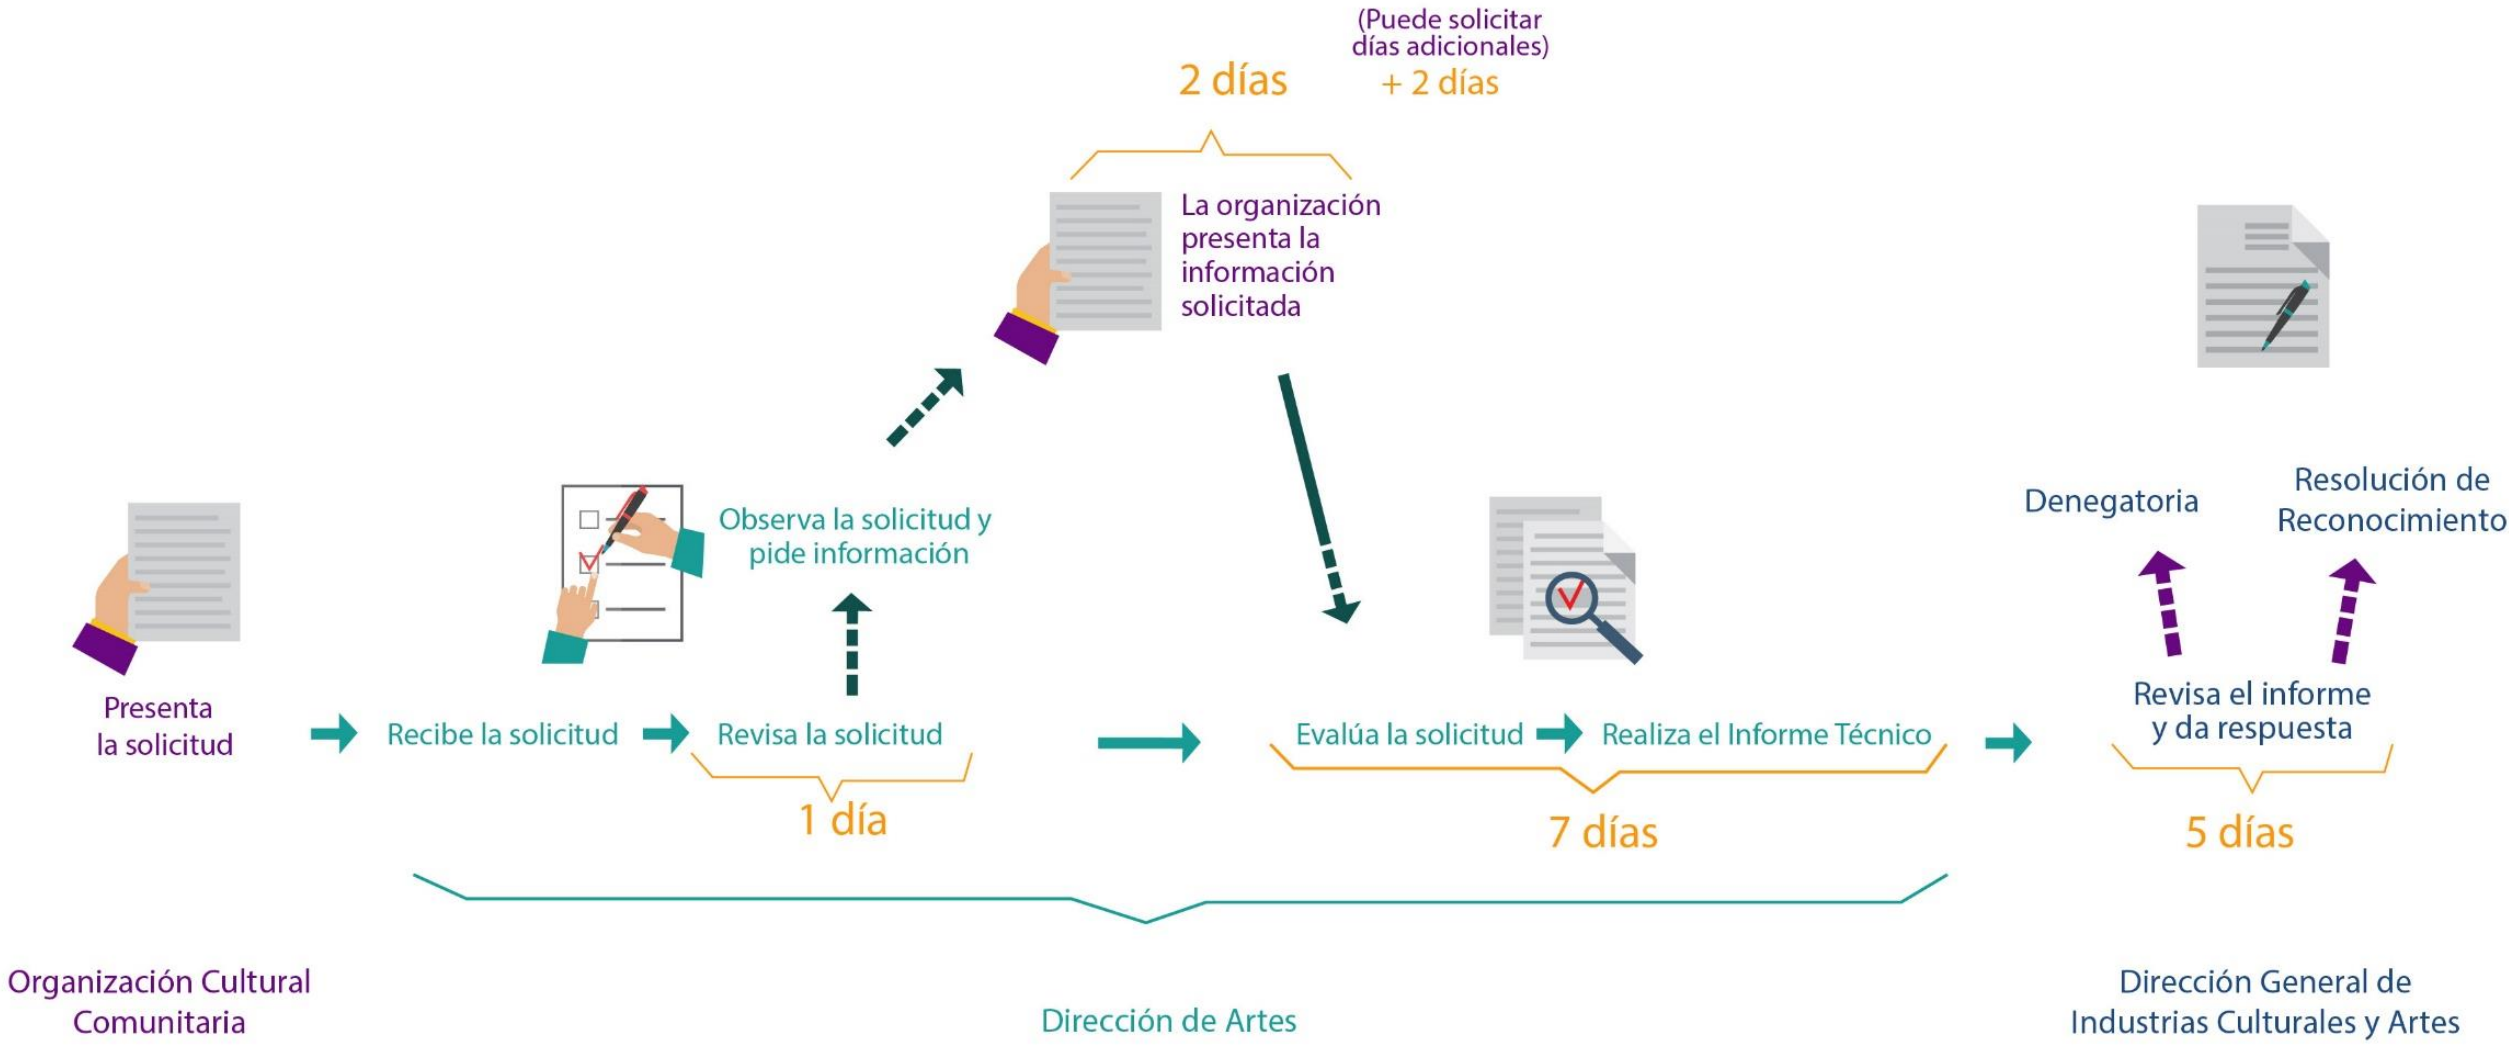 (Puede solicitar
días adicionales)
2 días
+ 2 días
La organización
presenta la
información
solicitada
Observa la solicitud y
pide información
Denegatoria
Resolución de
Reconocimiento
Presenta
la solicitud
Recibe la solicitud
Revisa la solicitud
Evalúa la solicitud
Realiza el Informe Técnico
Revisa el informe
y da respuesta
1 día
7 días
5 días
Organización Cultural
Comunitaria
Dirección de Artes
Dirección General de
Industrias Culturales y Artes